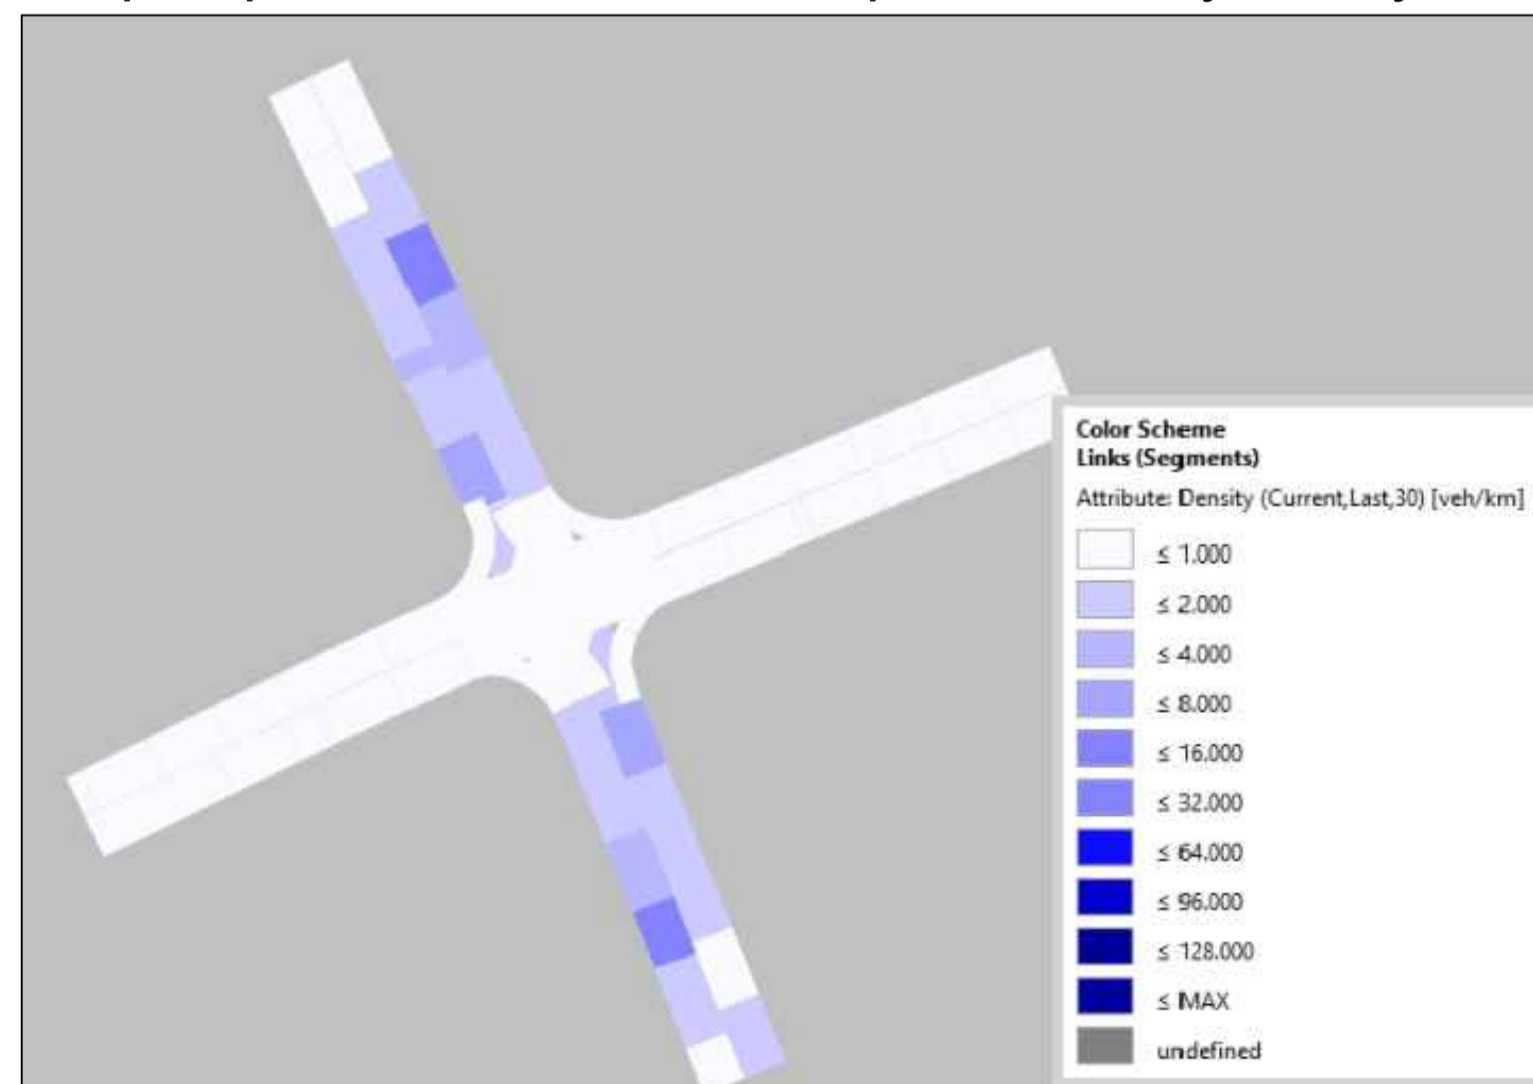 Color Scheme
Links (Segments)
Attribute: Density (Current,Last,30) [veh/km]
≤ 1.000
≤ 2.000
≤ 4.000
≤ 8.000
≤ 16.000
≤ 32.000
≤ 64.000
≤ 96.000
≤ 128.000
≤ MAX
undefined